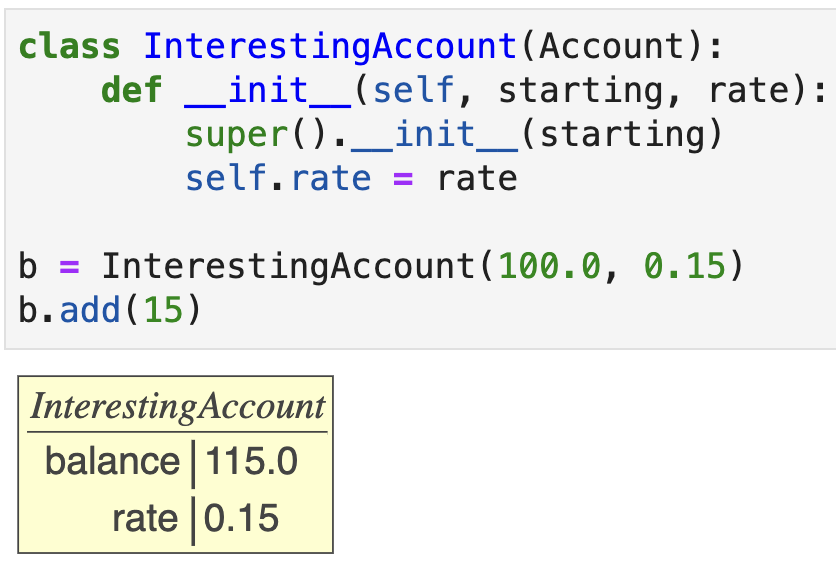 class InterestingAccount(Account):
    def __init__(self, starting, rate):
        super().__init__(starting)
        self.rate = rate

b = InterestingAccount(100.0, 0.15)
b.add(15)
InterestingAccount
balance 115.0
rate 0.15